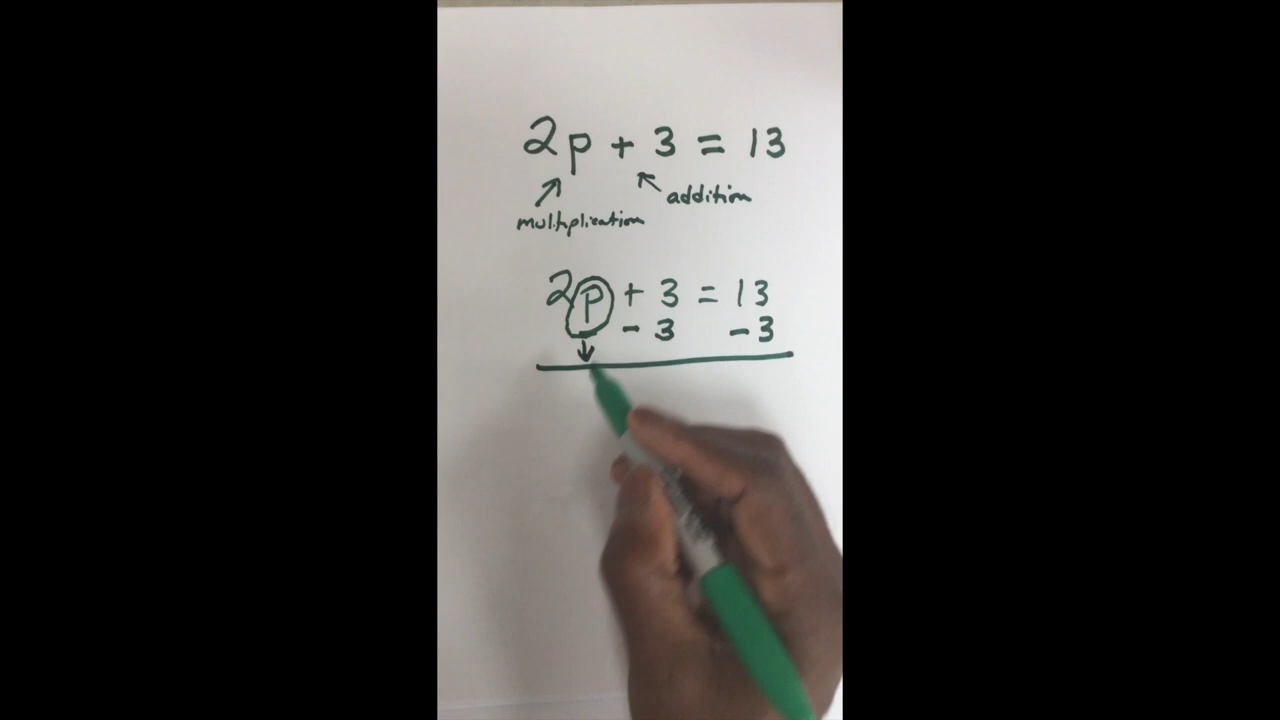 2p + 3 = 13
addition
multiplication
2p + 3 = 13
- 3 - 3